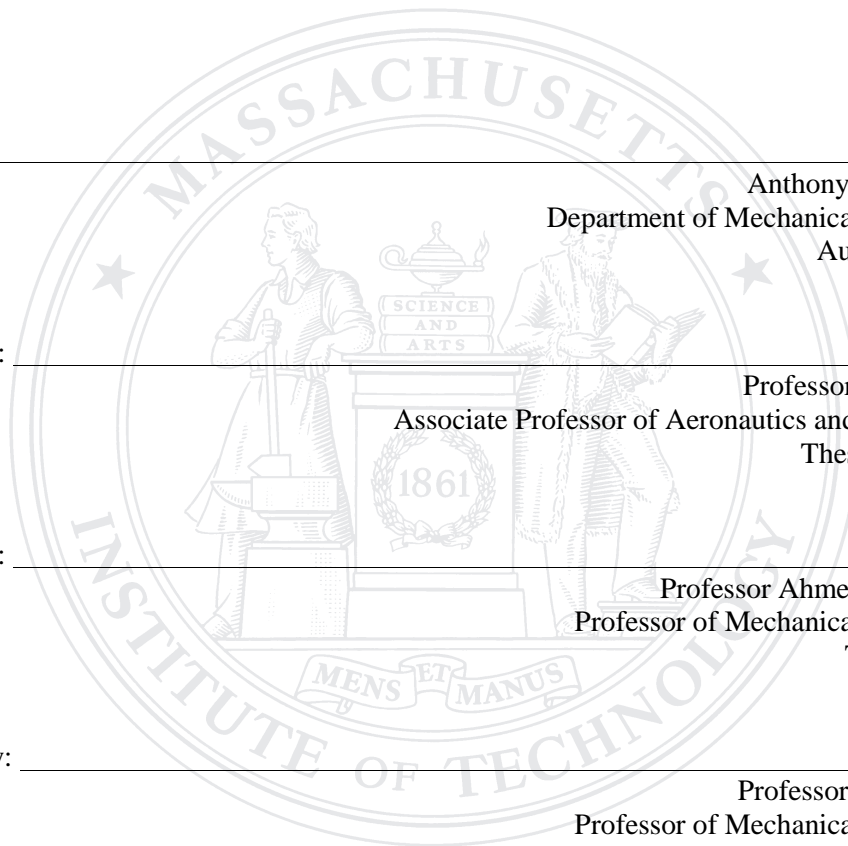 MASSACHUSETTS
Anthony
Department of Mechanica
Au
SCIENCE
AND
ARTS
:
Professor
Associate Professor of Aeronautics and
Thes
1861
:
Professor Ahme
Professor of Mechanica
T
MENS ET MANUS
INSTITUTE OF TECHNOLOGY
y:
Professor
Professor of Mechanica